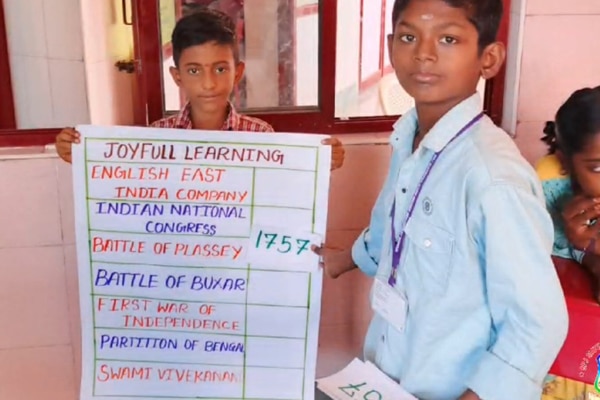 JOYFULL LEARNING
ENGLISH EAST
INDIA COMPANY
INDIAN NATIONAL
CONGRESS
BATTLE OF PLASSEY
1757
BATTLE OF BUXAR
FIRST WAR OF
INDEPENDENCE
PARTITION OF BENGAL
SWAMI VIVEKANAN